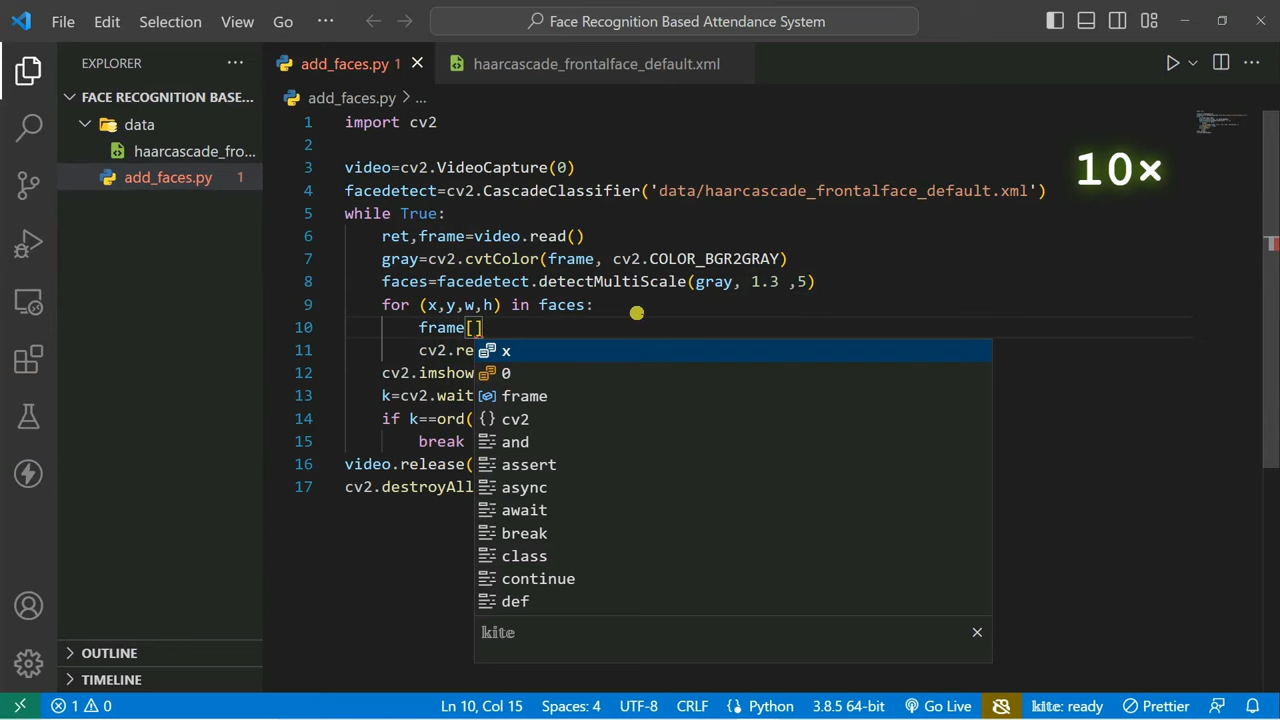 File Edit Selection View Go ··· Face Recognition Based Attendance System
EXPLORER ···
FACE RECOGNITION BASE...
data
haarcascade_fro...
add_faces.py 1
OUTLINE
TIMELINE
add_faces.py 1 haarcascade_frontalface_default.xml
add_faces.py > ...
1 import cv2
2
3 video=cv2.VideoCapture(0)
4 facedetect=cv2.CascadeClassifier('data/haarcascade_frontalface_default.xml')
5 while True:
6 ret,frame=video.read()
7 gray=cv2.cvtColor(frame, cv2.COLOR_BGR2GRAY)
8 faces=facedetect.detectMultiScale(gray, 1.3 ,5)
9 for (x,y,w,h) in faces:
10 frame[]
11 cv2.re
12 cv2.imshow
13 k=cv2.wait
14 if k==ord(
15 break
16 video.release(
17 cv2.destroyAll
x
0
frame
cv2
and
assert
async
await
break
class
continue
def
kite
10×
1 0 Ln 10, Col 15 Spaces: 4 UTF-8 CRLF Python 3.8.5 64-bit Go Live kite: ready Prettier